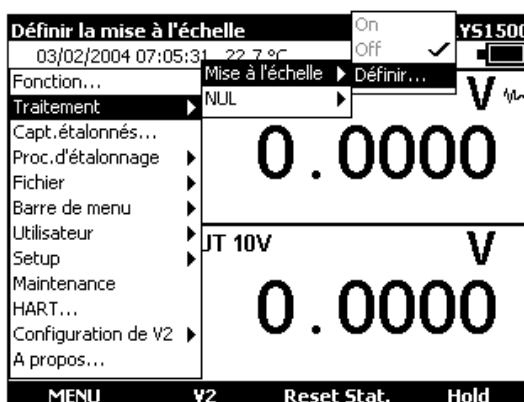 Définir la mise à l'échelle
On
YS1500
03/02/2004 07:05:31 22.7 °C
Off
Fonction...
Mise à l'échelle
Définir...
Traitement
NUL
V
Capt.étalonnés...
Proc.d'étalonnage
0.0000
Fichier
Barre de menu
Utilisateur
UT 10V
V
Setup
Maintenance
HART...
0.0000
Configuration de V2
A propos...
MENU
V2
Reset Stat.
Hold